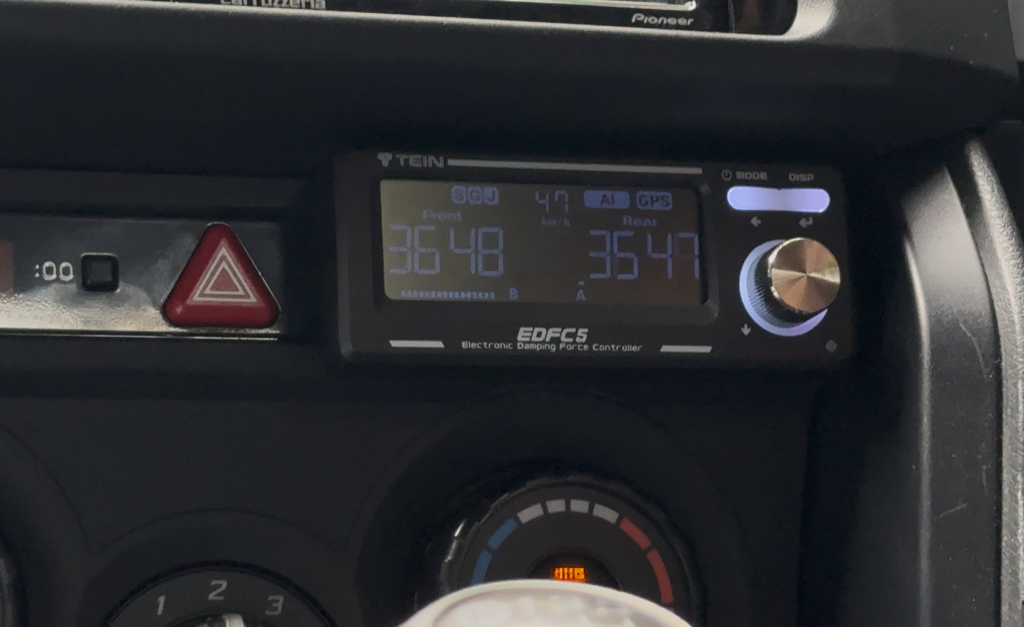 carrozzeria
Pioneer
TEIN
MODE DISP
S G J 47 km/h AI GPS
Front Rear
3648 3547
B A
EDFC5
Electronic Damping Force Controller
:00
1 2 3